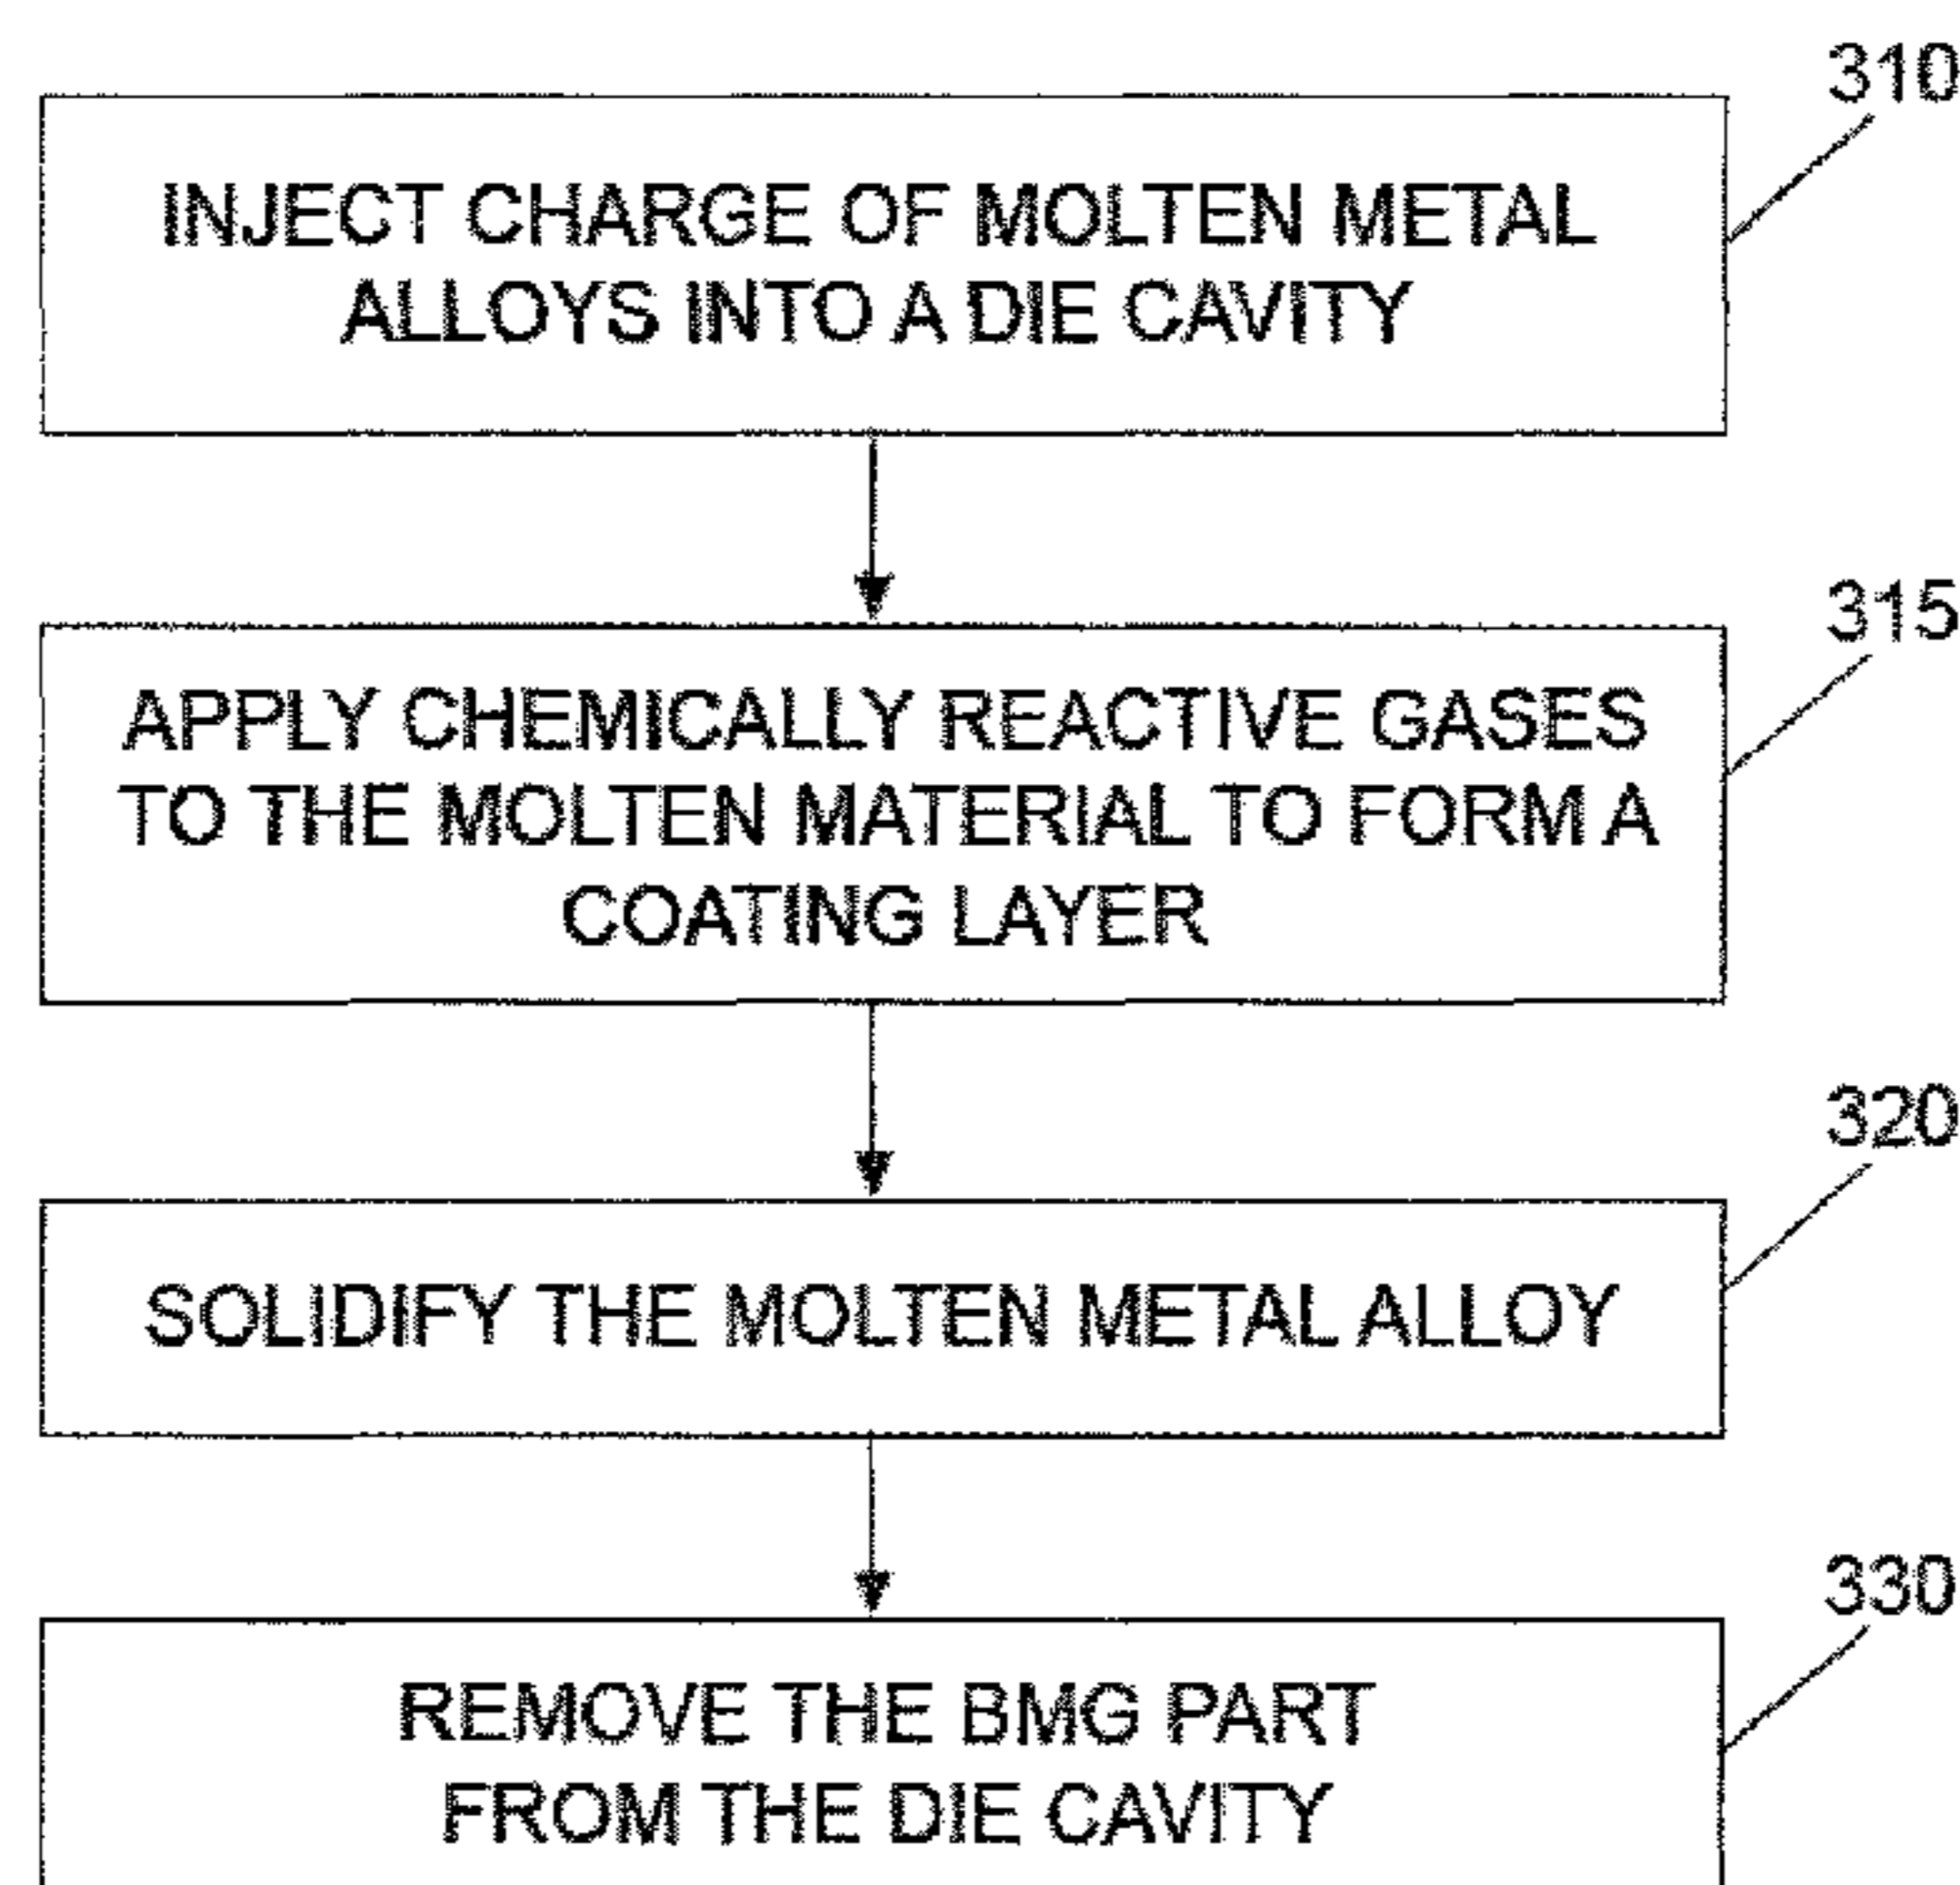 310
INJECT CHARGE OF MOLTEN METAL
ALLOYS INTO A DIE CAVITY
315
APPLY CHEMICALLY REACTIVE GASES
TO THE MOLTEN MATERIAL TO FORM A
COATING LAYER
320
SOLIDIFY THE MOLTEN METAL ALLOY
330
REMOVE THE BMG PART
FROM THE DIE CAVITY